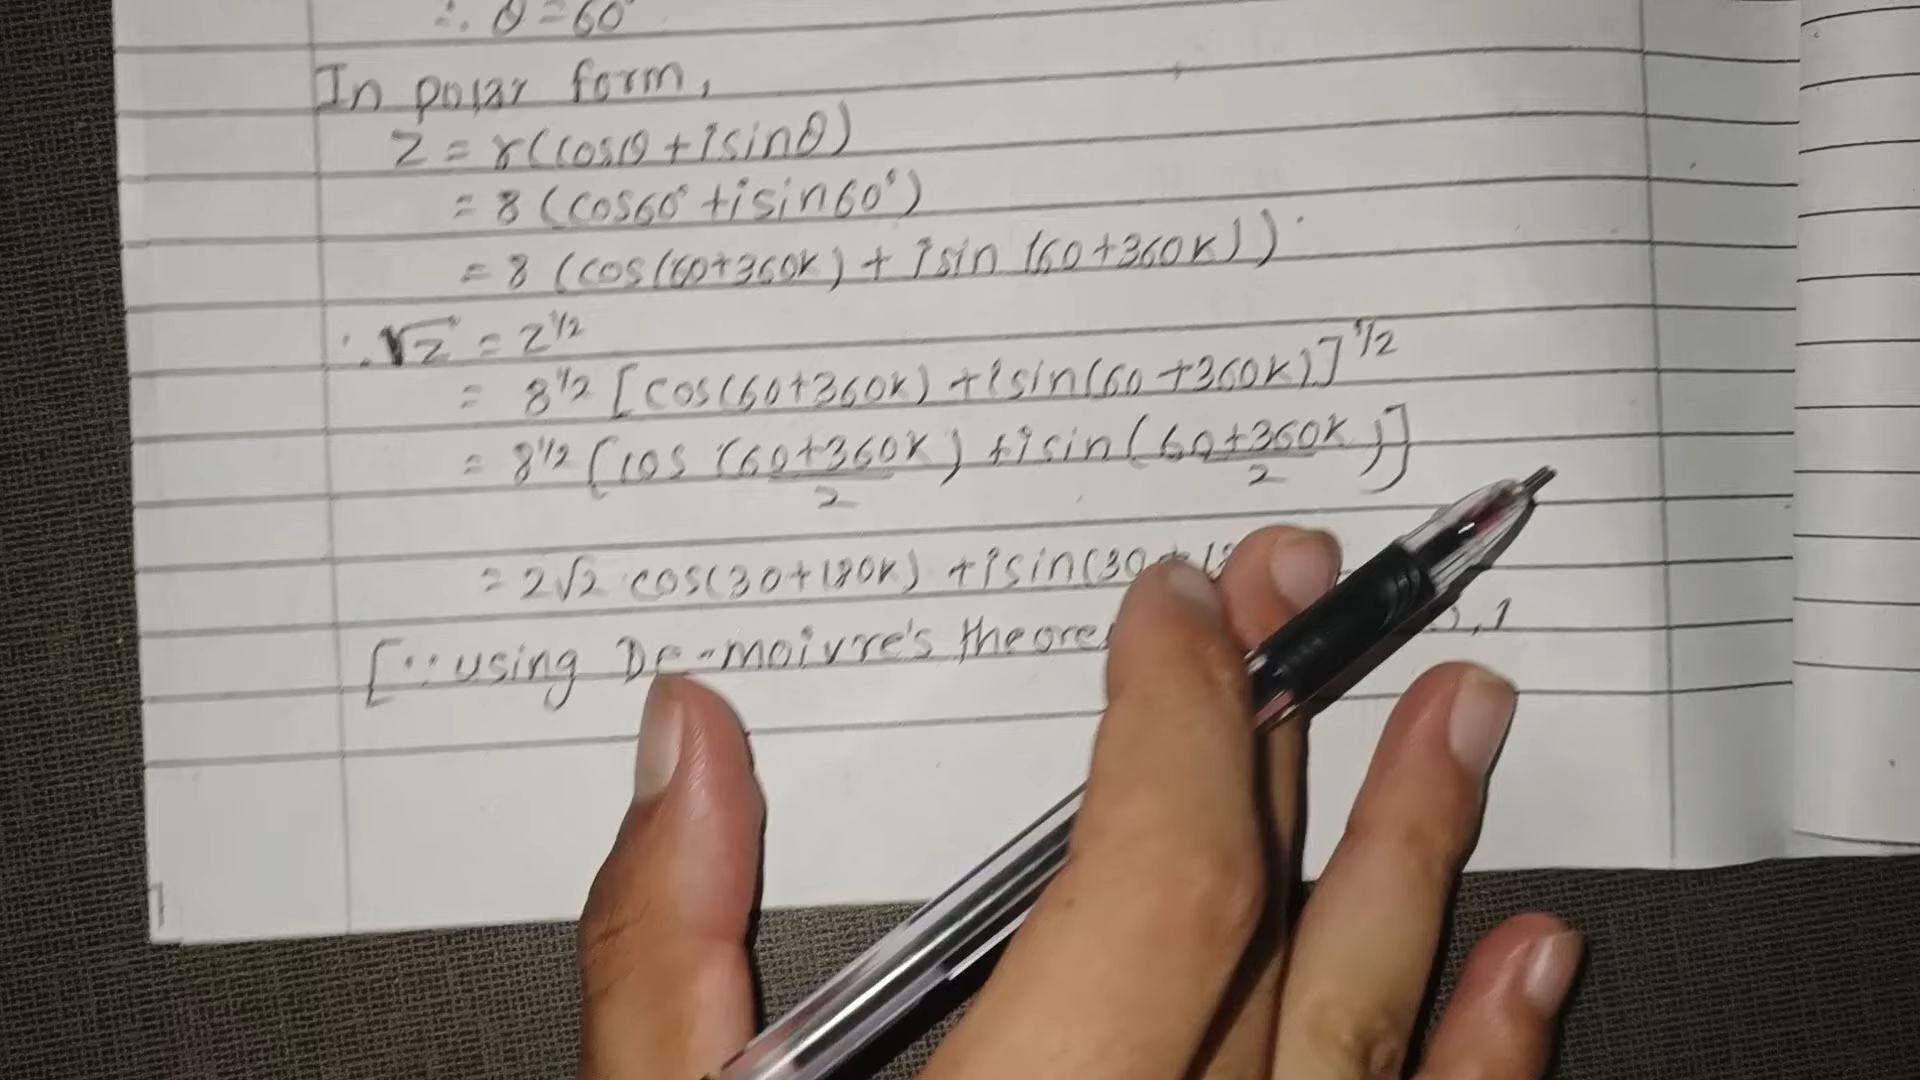 ∴ θ = 60°
In polar form,
z = r(cosθ + isinθ)
= 8 (cos60° + isin60°)
= 8 (cos(60+360k) + isin (60+360k))
∴ √z = z^1/2
= 8^1/2 [cos(60+360k) + isin(60+360k)]^1/2
= 8^1/2 [cos (60+360k)/2 + isin (60+360k)/2]
= 2√2 cos(30+180k) + isin(30+
[∵ using De-moivre's , 1